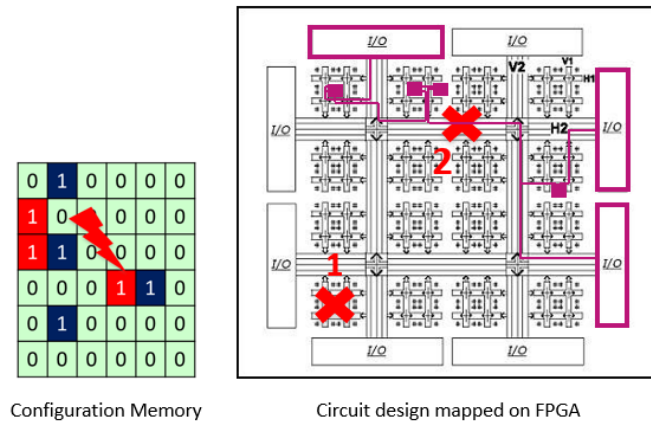 I/O
I/O
V2
V1
H1
I/O
I/O
H2
2
0 1 0 0 0 0
1 0 0 0 0
1 1 0 0 0 0
0 0 0 1 1 0
0 1 0 0 0 0
0 0 0 0 0 0
I/O
I/O
1
I/O
I/O
Configuration Memory
Circuit design mapped on FPGA